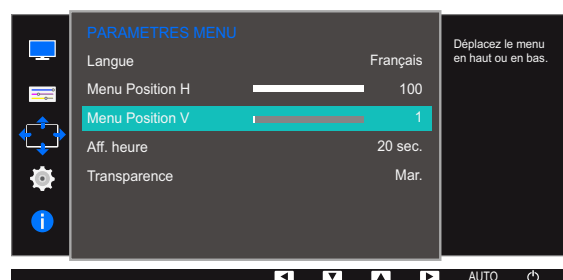 PARAMETRES MENU
Langue Français
Menu Position H 100
Menu Position V 1
Aff. heure 20 sec.
Transparence Mar.
Déplacez le menu
en haut ou en bas.
AUTO